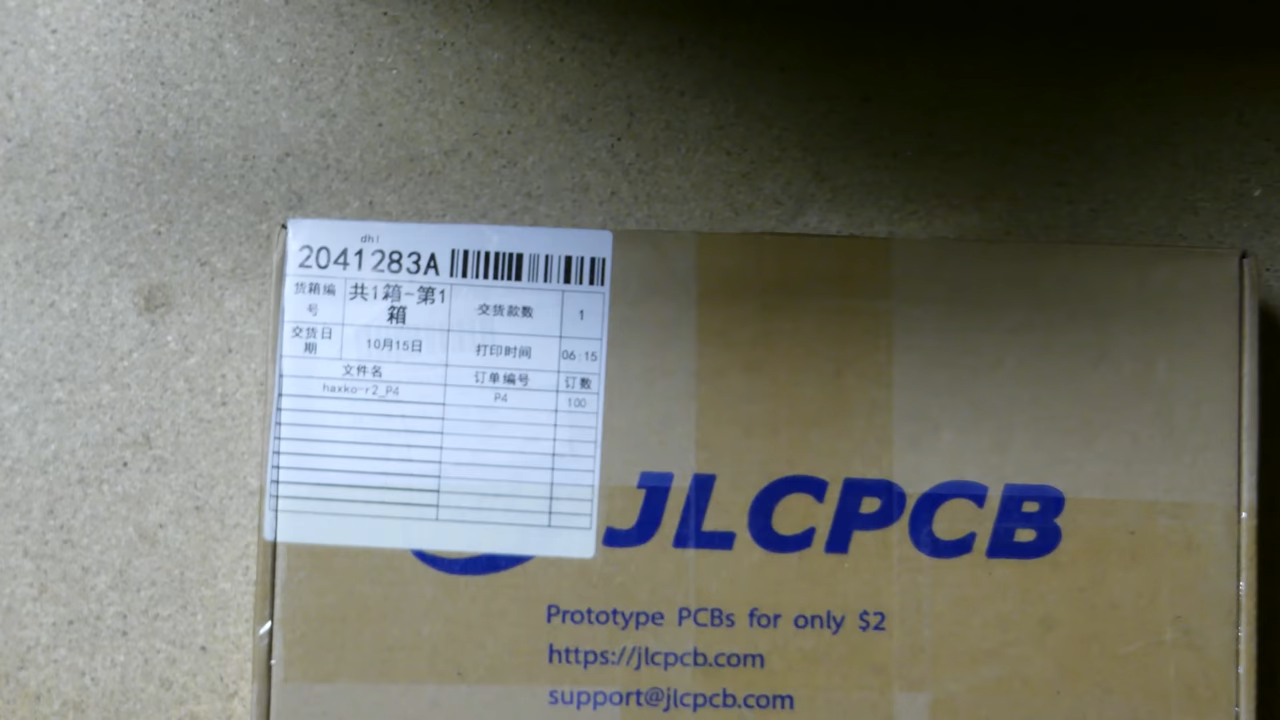 dhl
2041283A
货箱编号 共1箱-第1箱 交货款数 1
交货日期 10月15日 打印时间 06:15
文件名 订单编号 订数
haxko-r2_P4 P4 100
JLCPCB
Prototype PCBs for only $2
https://jlcpcb.com
support@jlcpcb.com